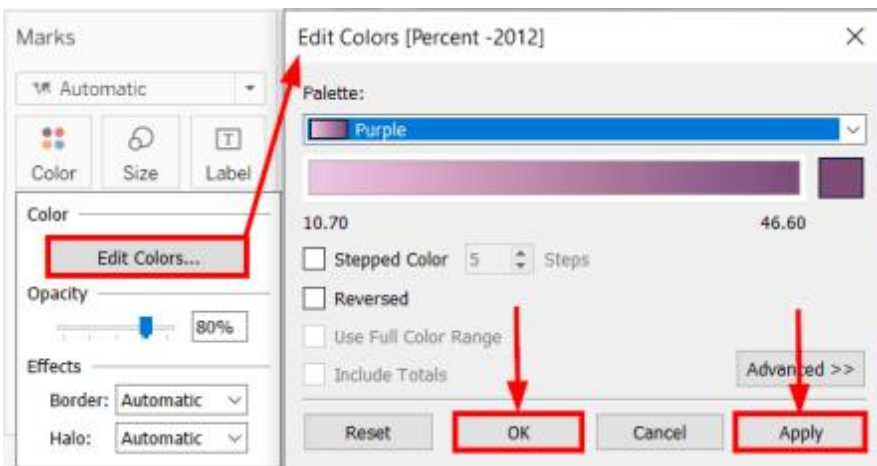 Marks
Automatic
Color Size Label
Color
Edit Colors...
Opacity
80%
Effects
Border: Automatic
Halo: Automatic
Edit Colors [Percent -2012]
Palette:
Purple
10.70 46.60
Stepped Color 5 Steps
Reversed
Use Full Color Range
Include Totals
Advanced >>
Reset OK Cancel Apply